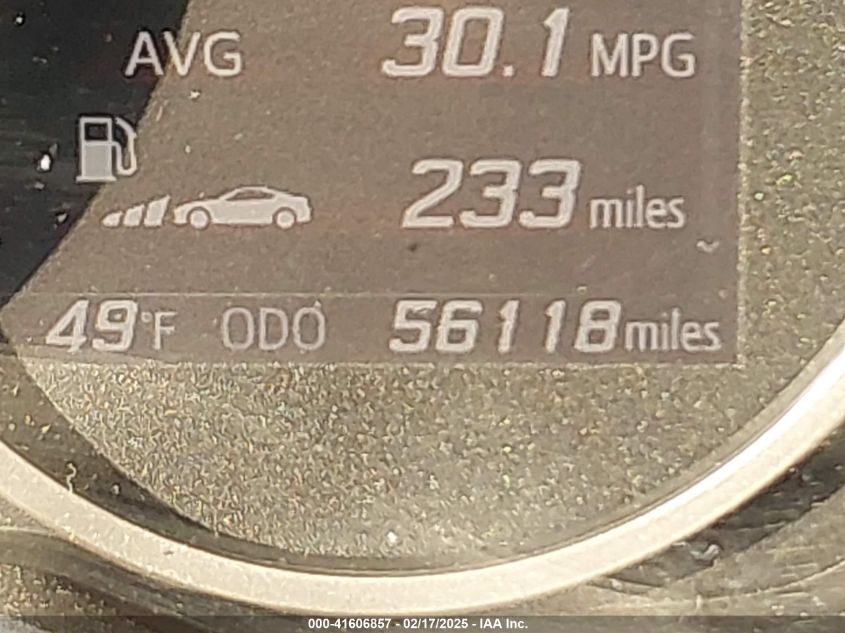 AVG 30.1 MPG
233 miles
49°F ODO 56118 miles
000-41606857 - 02/17/2025 - IAA Inc.